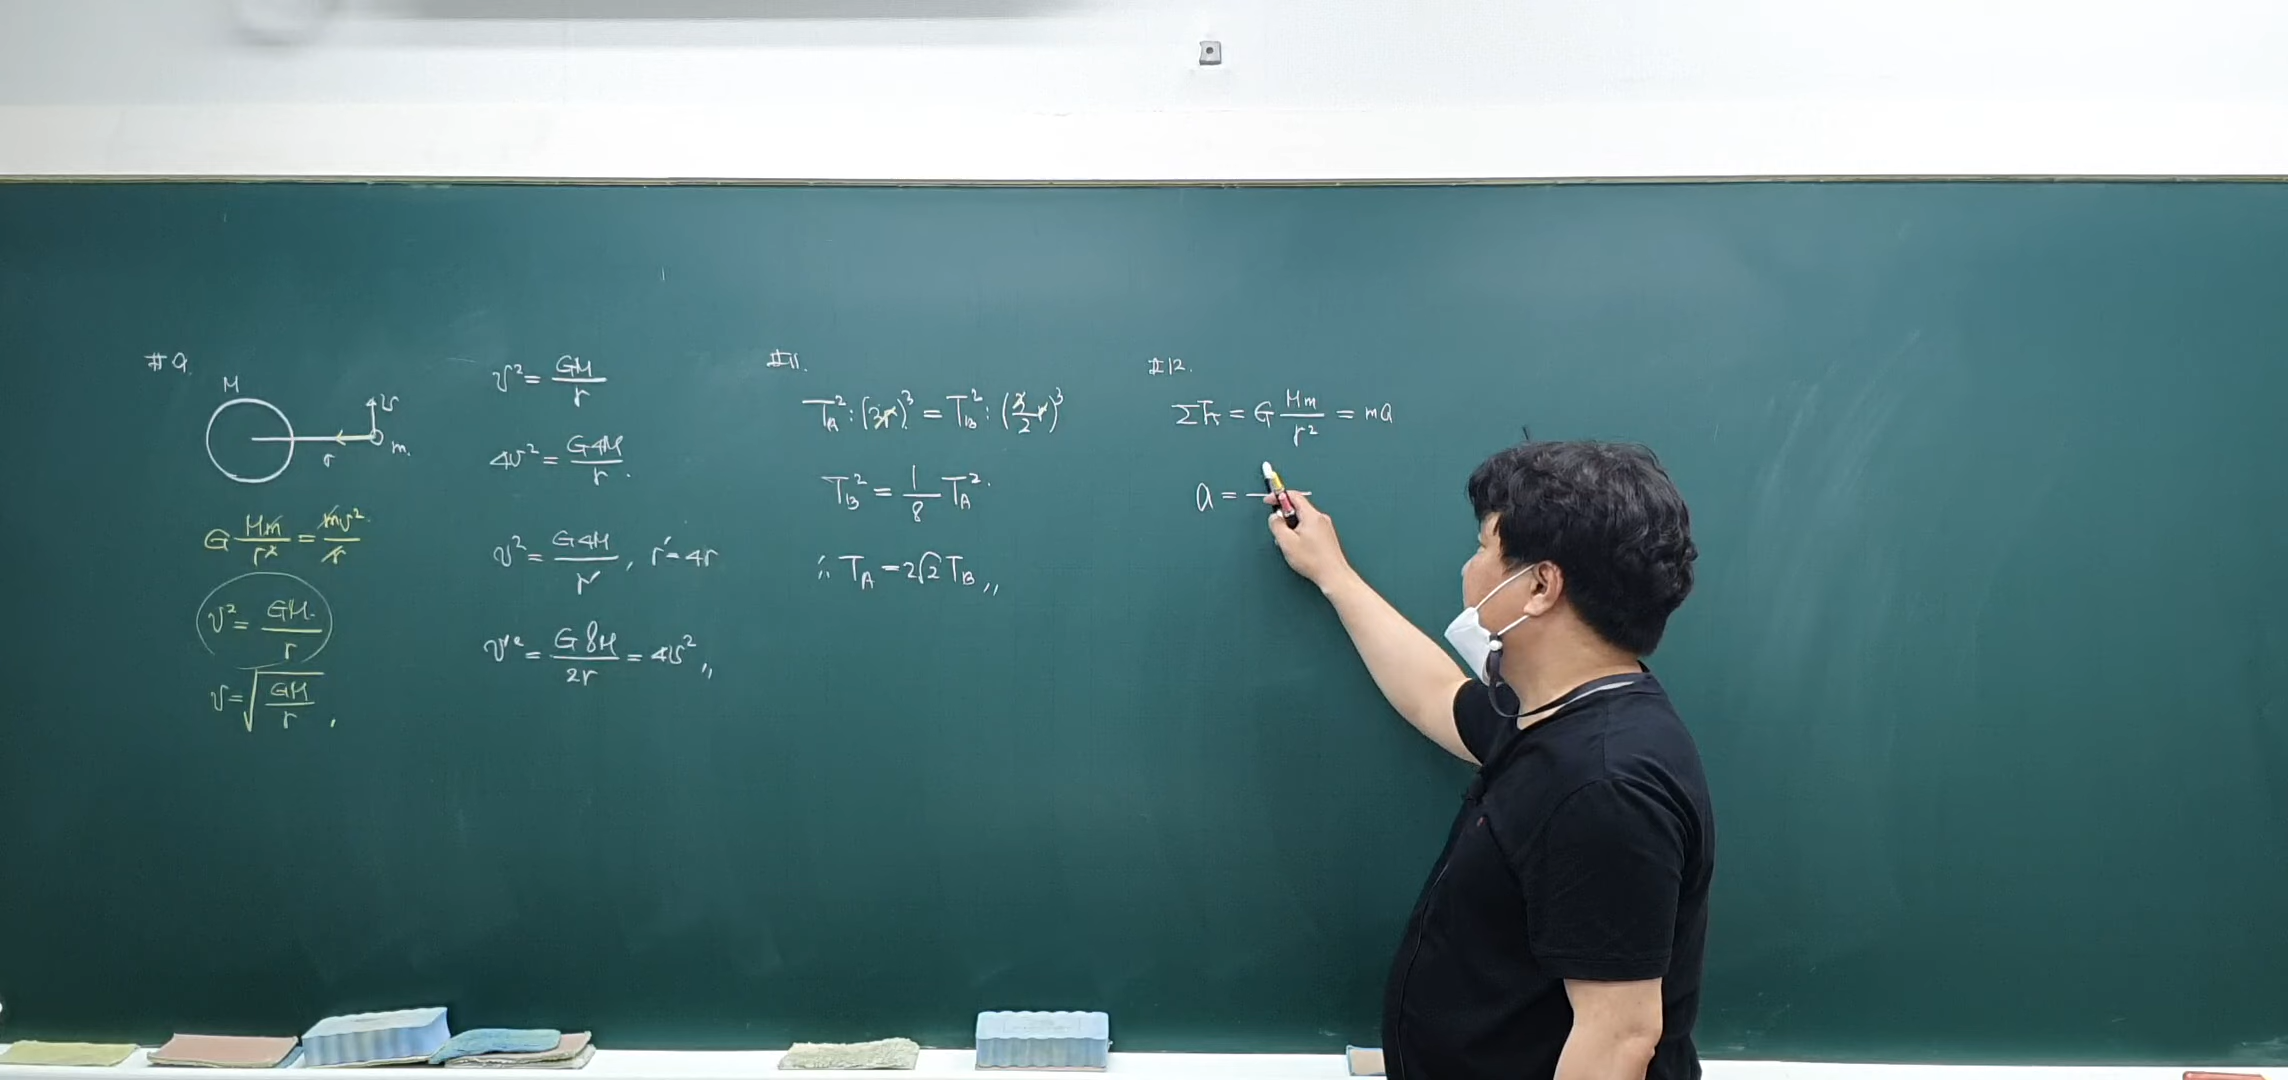 #9.
M
v
r
m.
G Mm/r² = mv²/r
v² = GM/r
v = √(GM/r)
v² = GM/r
4v² = G4M/r.
v² = G4M/r', r' = 4r
v'² = G8M/2r = 4v² ,,
#11.
T_A² : (3r)³ = T_B² : (3/2 r)³
T_B² = 1/8 T_A².
∴ T_A = 2√2 T_B ,,
#12.
ΣF = G Mm/r² = ma
a =